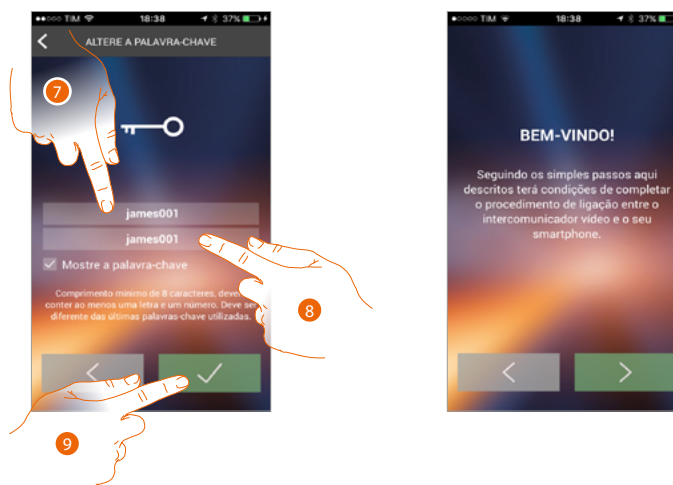 TIM 18:38 37%
ALTERE A PALAVRA-CHAVE
7
james001
james001
Mostre a palavra-chave
Comprimento mínimo de 8 caracteres, deve
conter ao menos uma letra e um número. Deve ser
diferente das últimas palavras-chave utilizadas.
8
9
TIM 18:38 37%
BEM-VINDO!
Seguindo os simples passos aqui
descritos terá condições de completar
o procedimento de ligação entre o
intercomunicador vídeo e o seu
smartphone.